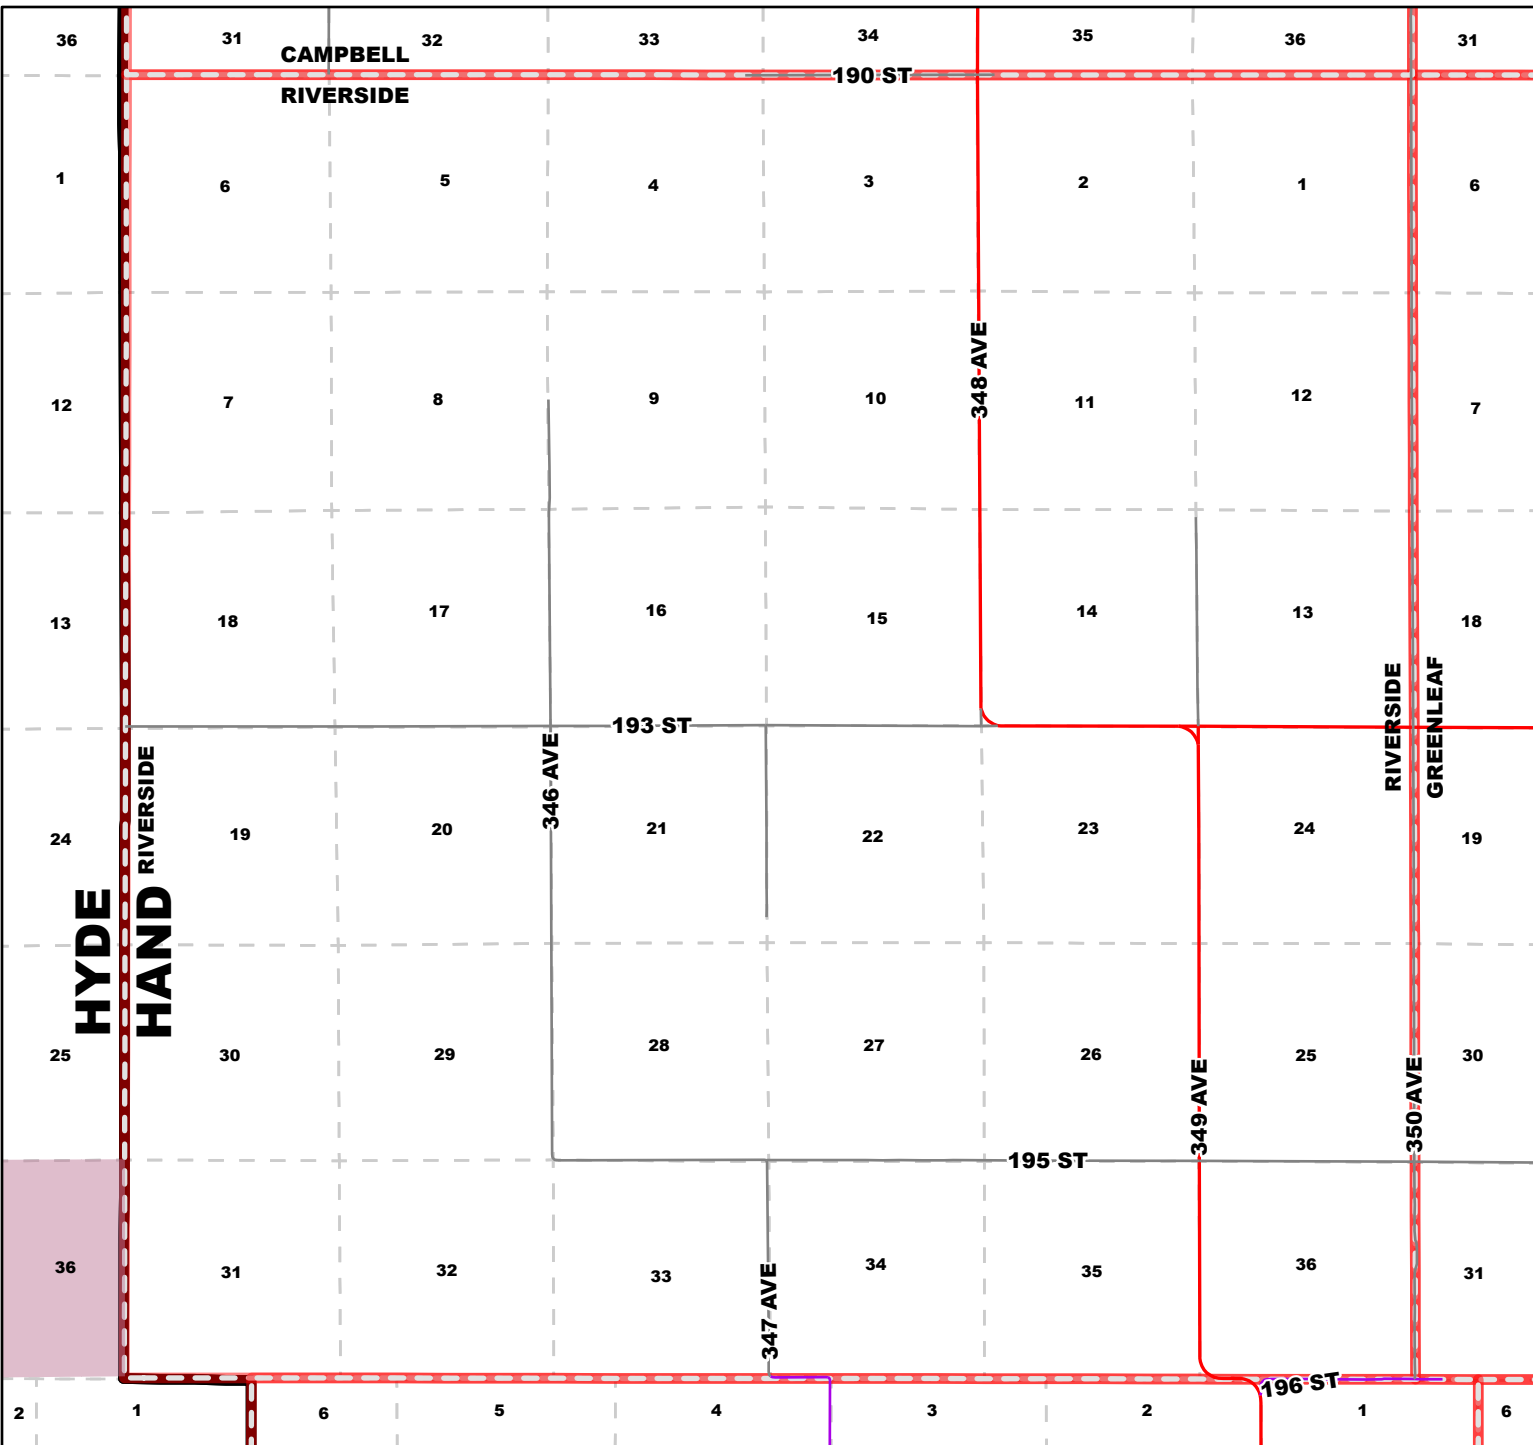 36 31 32 33 34 35 36 31
CAMPBELL
190 ST
RIVERSIDE
1 6 5 4 3 2 1 6
348 AVE
12 7 8 9 10 11 12 7
13 18 17 16 15 14 13 18
RIVERSIDE
GREENLEAF
193 ST
346 AVE
RIVERSIDE
24 19 20 21 22 23 24 19
HYDE
HAND
25 30 29 28 27 26 25 30
349 AVE
350 AVE
195 ST
36 31 32 33 34 35 36 31
347 AVE
196 ST
2 1 6 5 4 3 2 1 6